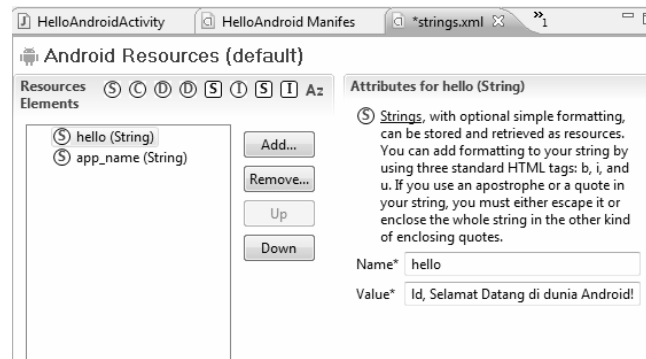 HelloAndroidActivity
HelloAndroid Manifes
*strings.xml
»1
Android Resources (default)
Resources Elements
S C D D S I S I Az
S hello (String)
S app_name (String)
Add...
Remove...
Up
Down
Attributes for hello (String)
S Strings, with optional simple formatting,
can be stored and retrieved as resources.
You can add formatting to your string by
using three standard HTML tags: b, i, and
u. If you use an apostrophe or a quote in
your string, you must either escape it or
enclose the whole string in the other kind
of enclosing quotes.
Name* hello
Value* ld, Selamat Datang di dunia Android!